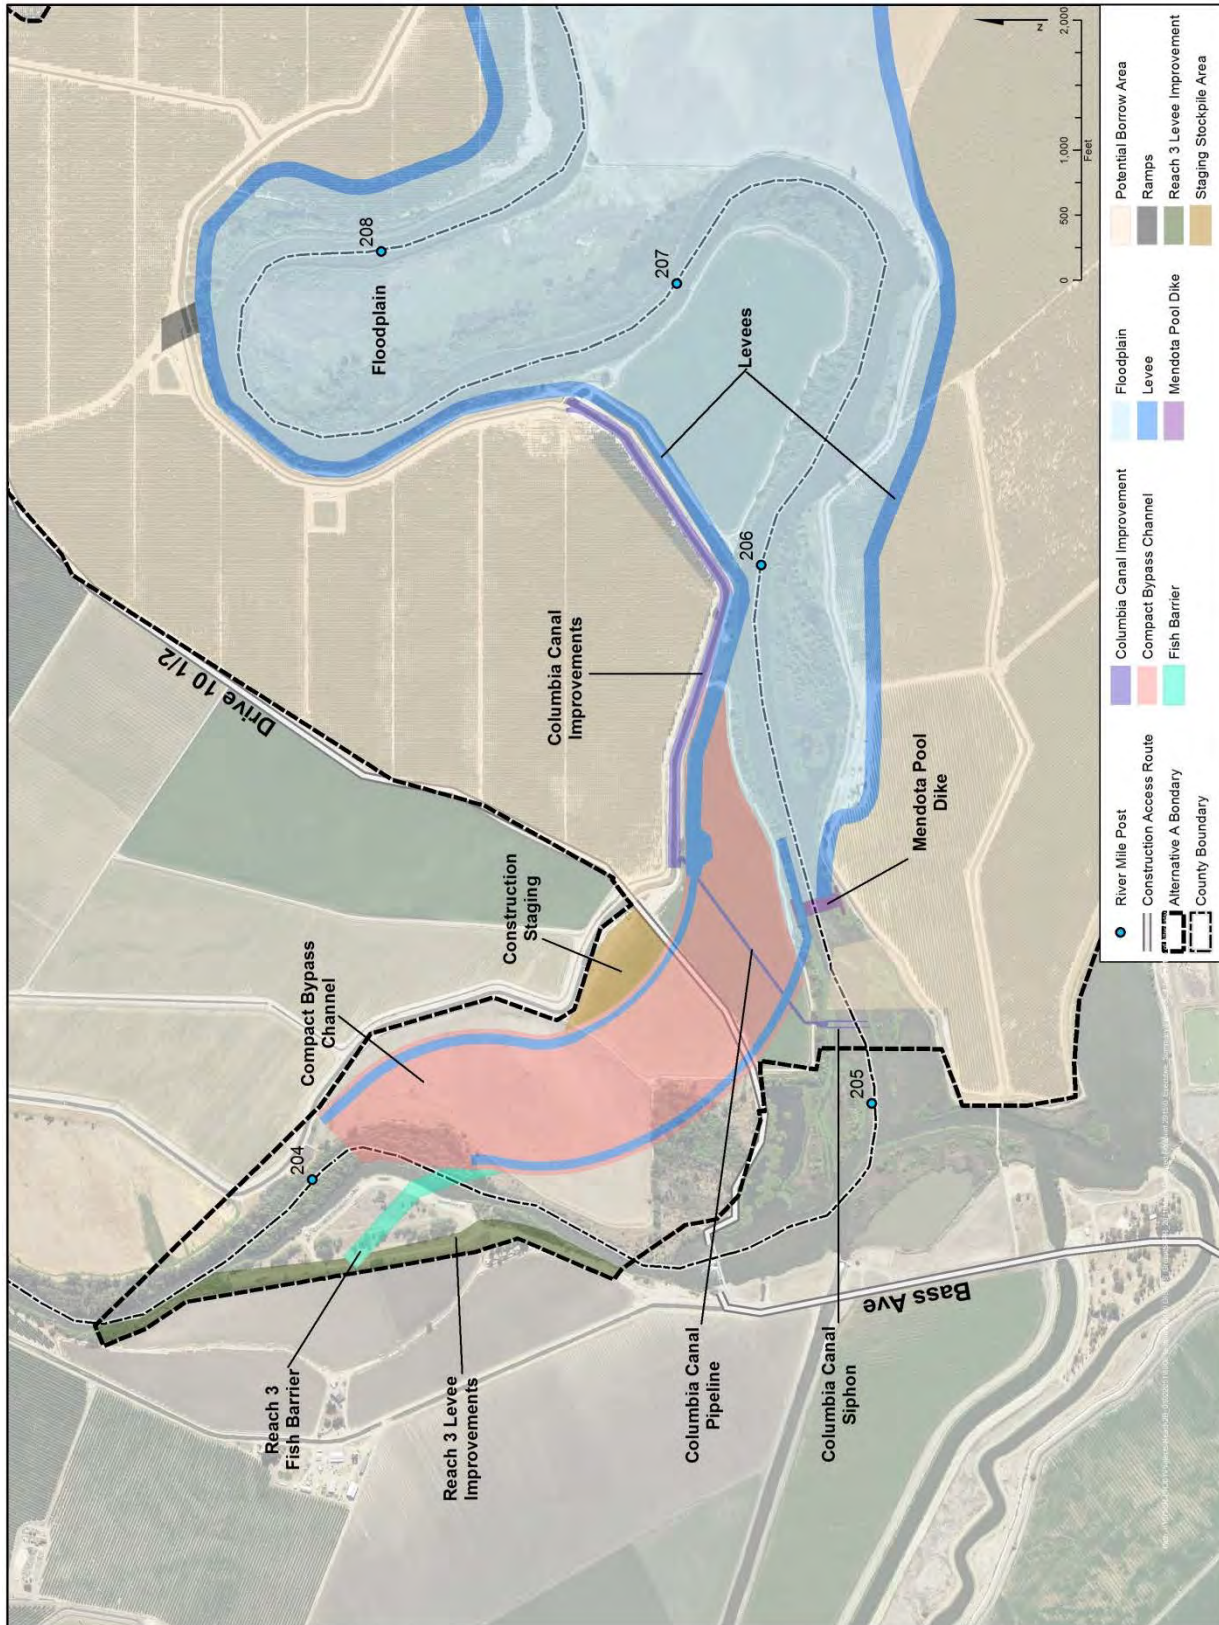 Drive 10 1/2
208
Floodplain
207
Levees
206
Columbia Canal
Improvements
Mendota Pool
Dike
Construction
Staging
Compact Bypass
Channel
204
205
Bass Ave
Reach 3
Fish Barrier
Reach 3 Levee
Improvements
Columbia Canal
Pipeline
Columbia Canal
Siphon
N
0 500 1,000 2,000
Feet
River Mile Post
Construction Access Route
Alternative A Bondary
County Boundary
Columbia Canal Improvement
Compact Bypass Channel
Fish Barrier
Floodplain
Levee
Mendota Pool Dike
Potential Borrow Area
Ramps
Reach 3 Levee Improvement
Staging Stockpile Area